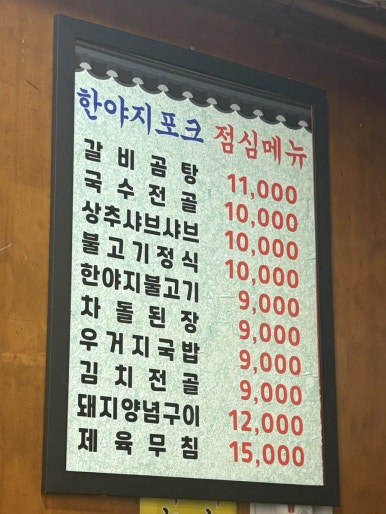 한야지포크 점심메뉴
갈비곰탕 11,000
국수전골 10,000
상추샤브샤브 10,000
불고기정식 10,000
한야지불고기 9,000
차돌된장 9,000
우거지국밥 9,000
김치전골 9,000
돼지양념구이 12,000
제육무침 15,000